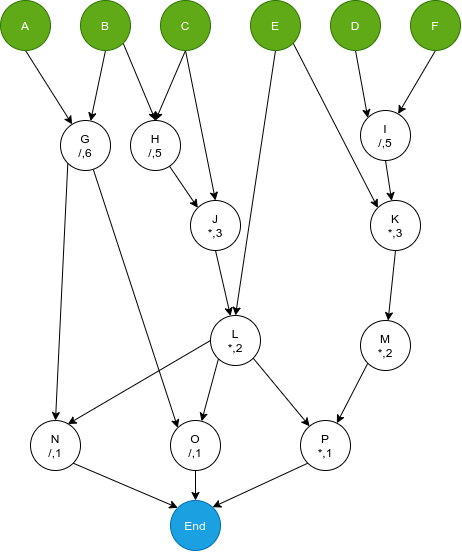 A
B
C
E
D
F
G
/,6
H
/,5
I
/,5
J
*,3
K
*,3
L
*,2
M
*,2
N
/,1
O
/,1
P
*,1
End